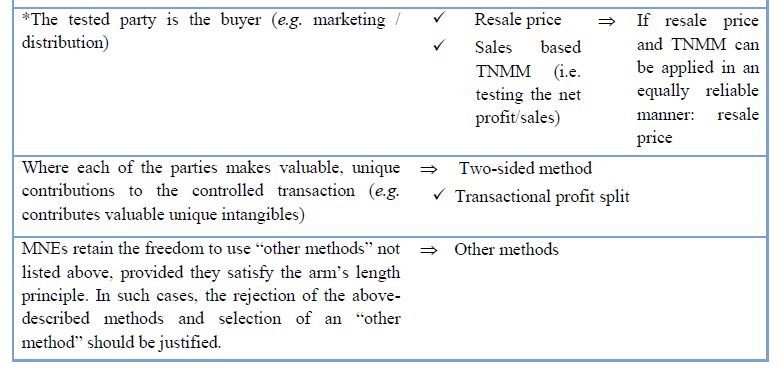 *The tested party is the buyer (e.g. marketing /
distribution)
✓ Resale price
✓ Sales based
TNMM (i.e.
testing the net
profit/sales)
⇒ If resale price
and TNMM can
be applied in an
equally reliable
manner: resale
price
Where each of the parties makes valuable, unique
contributions to the controlled transaction (e.g.
contributes valuable unique intangibles)
⇒ Two-sided method
✓ Transactional profit split
MNEs retain the freedom to use “other methods” not
listed above, provided they satisfy the arm’s length
principle. In such cases, the rejection of the above-
described methods and selection of an “other
method” should be justified.
⇒ Other methods